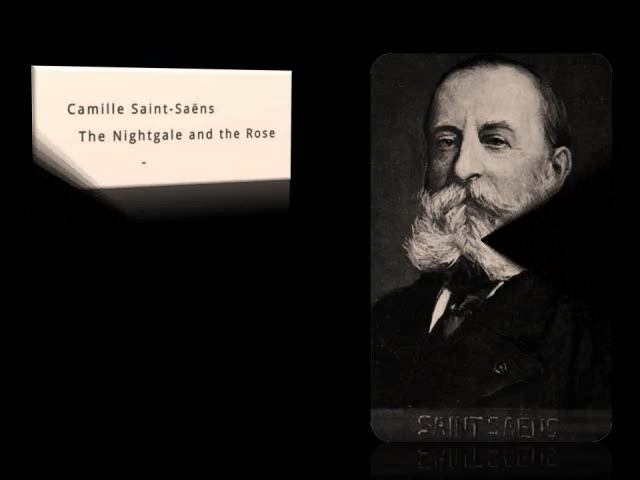 Camille Saint-Saëns
The Nightgale and the Rose
-
SAINT SAËNS